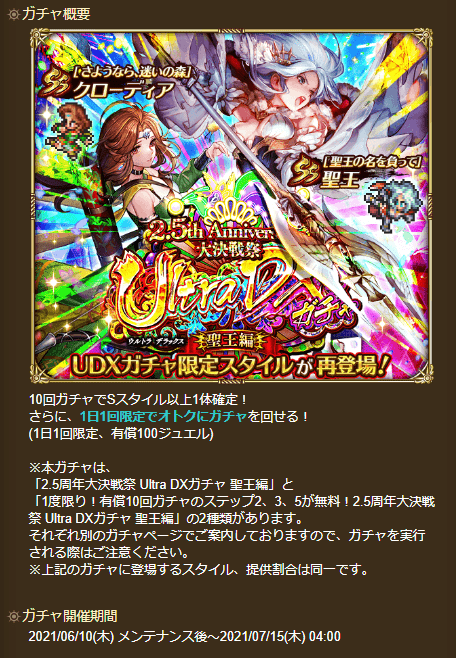 ガチャ概要
SS
[さようなら、迷いの森]
クローディア
SS
[聖王の名を負って]
聖王
2.5th Anniver.
大決戦祭
Ultra DX
ガチャ
ウルトラ・デラックス
聖王編
UDXガチャ限定スタイルが再登場!
10回ガチャでSスタイル以上1体確定！
さらに、1日1回限定でオトクにガチャを回せる！
(1日1回限定、有償100ジュエル)
※本ガチャは、
「2.5周年大決戦祭 Ultra DXガチャ 聖王編」と
「1度限り！有償10回ガチャのステップ2、3、5が無料！2.5周年大決戦
祭 Ultra DXガチャ 聖王編」の2種類があります。
それぞれ別のガチャページでご案内しておりますので、ガチャを実行
される際はご注意ください。
※上記のガチャに登場するスタイル、提供割合は同一です。
ガチャ開催期間
2021/06/10(木) メンテナンス後～2021/07/15(木) 04:00